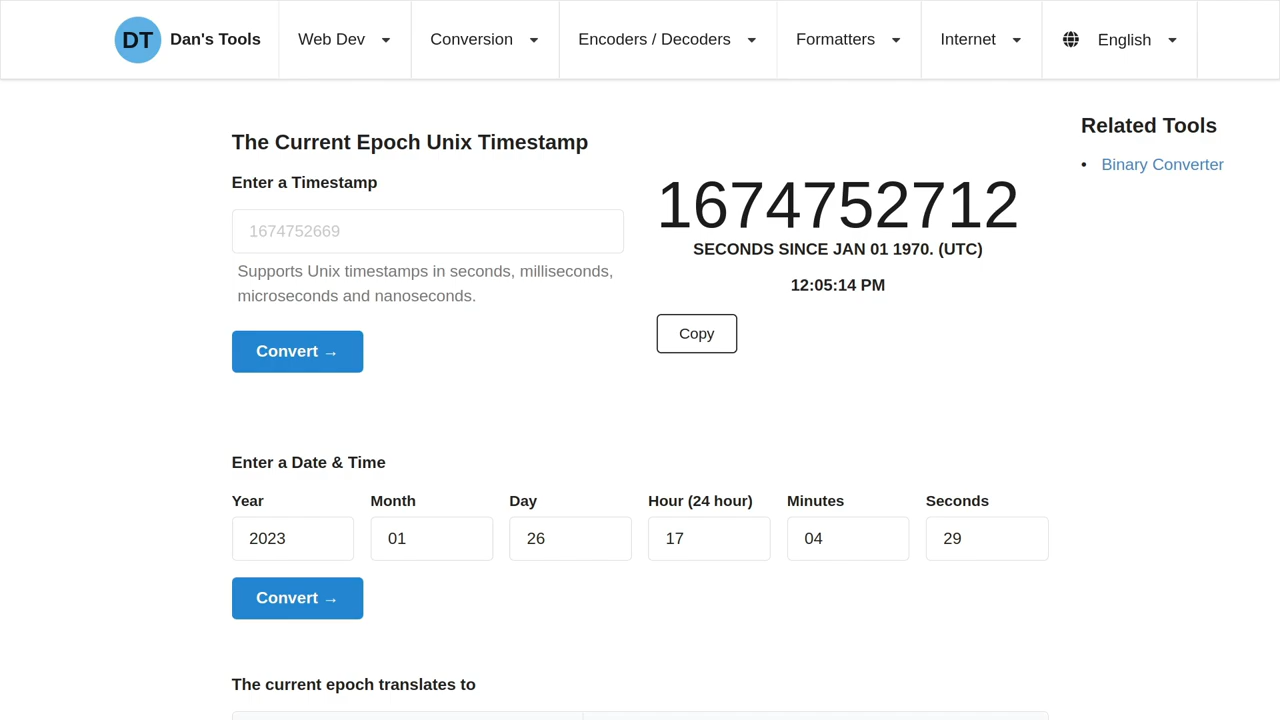 DT Dan's Tools Web Dev Conversion Encoders / Decoders Formatters Internet English
The Current Epoch Unix Timestamp
Enter a Timestamp
1674752669
Supports Unix timestamps in seconds, milliseconds,
microseconds and nanoseconds.
Convert →
1674752712
SECONDS SINCE JAN 01 1970. (UTC)
12:05:14 PM
Copy
Related Tools
• Binary Converter
Enter a Date & Time
Year Month Day Hour (24 hour) Minutes Seconds
2023 01 26 17 04 29
Convert →
The current epoch translates to